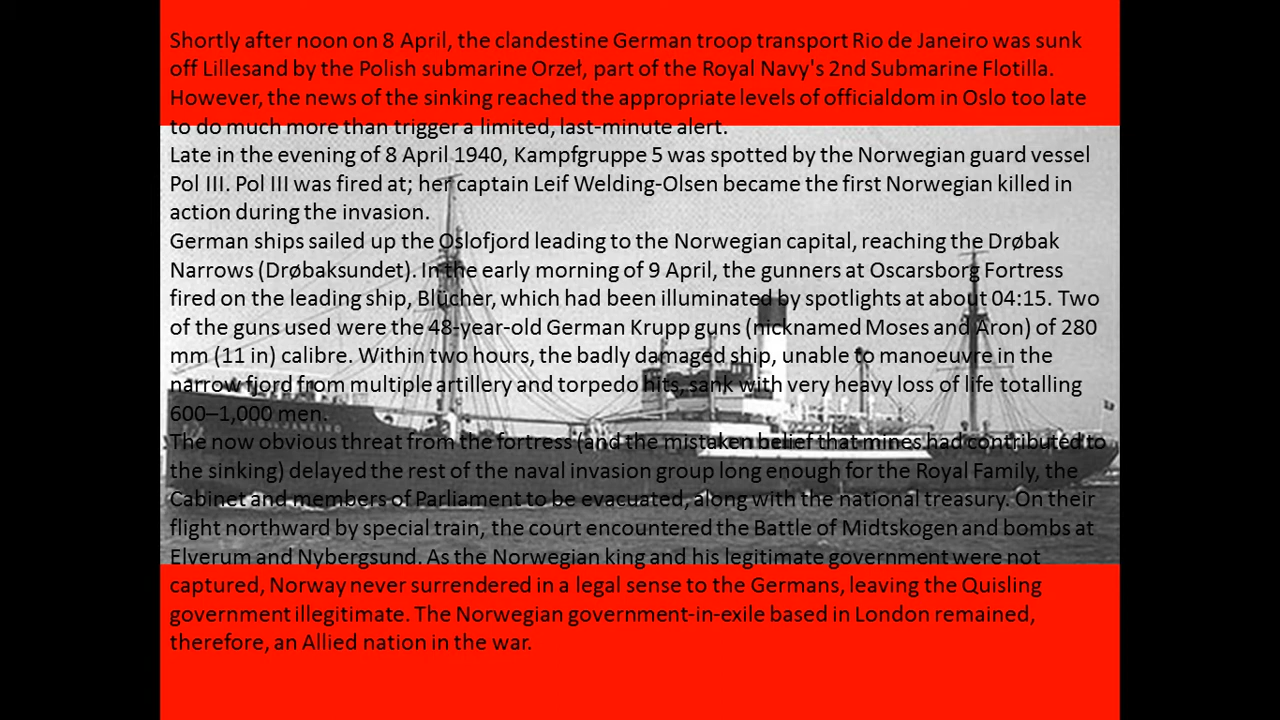 Shortly after noon on 8 April, the clandestine German troop transport Rio de Janeiro was sunk
off Lillesand by the Polish submarine Orzeł, part of the Royal Navy's 2nd Submarine Flotilla.
However, the news of the sinking reached the appropriate levels of officialdom in Oslo too late
to do much more than trigger a limited, last-minute alert.
Late in the evening of 8 April 1940, Kampfgruppe 5 was spotted by the Norwegian guard vessel
Pol III. Pol III was fired at; her captain Leif Welding-Olsen became the first Norwegian killed in
action during the invasion.
German ships sailed up the Oslofjord leading to the Norwegian capital, reaching the Drøbak
Narrows (Drøbaksundet). In the early morning of 9 April, the gunners at Oscarsborg Fortress
fired on the leading ship, Blücher, which had been illuminated by spotlights at about 04:15. Two
of the guns used were the 48-year-old German Krupp guns (nicknamed Moses and Aron) of 280
mm (11 in) calibre. Within two hours, the badly damaged ship, unable to manoeuvre in the
narrow fjord from multiple artillery and torpedo hits, sank with very heavy loss of life totalling
600–1,000 men.
The now obvious threat from the fortress (and the mistaken belief that mines had contributed to
the sinking) delayed the rest of the naval invasion group long enough for the Royal Family, the
Cabinet and members of Parliament to be evacuated, along with the national treasury. On their
flight northward by special train, the court encountered the Battle of Midtskogen and bombs at
Elverum and Nybergsund. As the Norwegian king and his legitimate government were not
captured, Norway never surrendered in a legal sense to the Germans, leaving the Quisling
government illegitimate. The Norwegian government-in-exile based in London remained,
therefore, an Allied nation in the war.